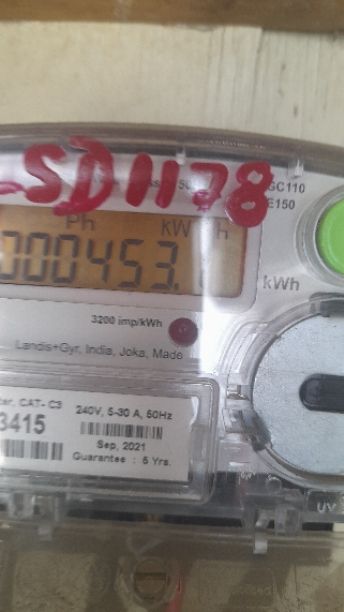 SD1178
GC110
E150
Ph kW h
000453.
kWh
3200 imp/kWh
Landis+Gyr, India, Joka, Made
CAT- C3
240V, 5-30 A, 50Hz
3415
Sep, 2021
Guarantee : 5 Yrs.
UV